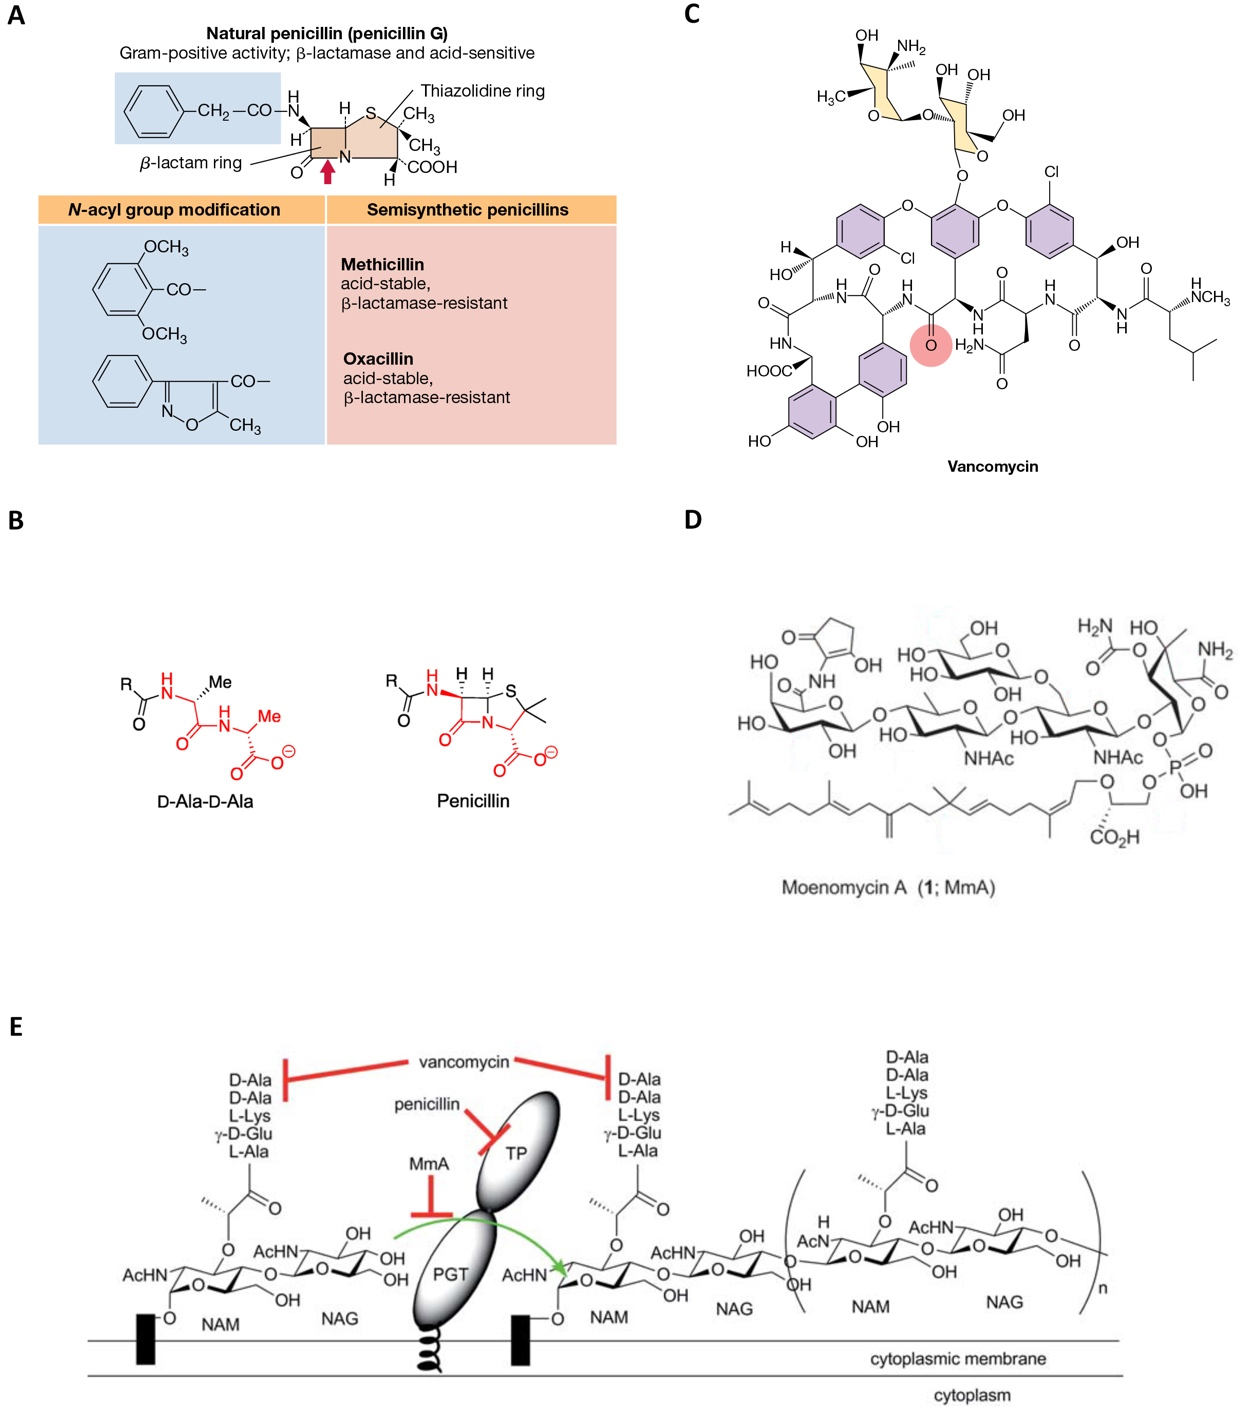 A
Natural penicillin (penicillin G)
Gram-positive activity; β-lactamase and acid-sensitive
CH2 CO N H H H S CH3 CH3 O N H COOH
Thiazolidine ring
β-lactam ring
N-acyl group modification
Semisynthetic penicillins
OCH3
CO
OCH3
Methicillin
acid-stable,
β-lactamase-resistant
CO
N O CH3
Oxacillin
acid-stable,
β-lactamase-resistant
B
R O H N Me O H N Me O O⊖
D-Ala-D-Ala
R O H N H H S O N O O⊖
Penicillin
C
OH NH2 OH OH
H3C O O OH
O
O
Cl
O O
H Cl OH
HO
O H N O H N O O H N O H NCH3
HN O N H H2N O O N H
HOOC
HO OH OH
Vancomycin
D
O OH NH O
HO HO O OH
OH HO HO HO O OH O
O HO O NHAc
O HO O NHAc
H2N O O HO NH2 O O O
O P O OH O
O CO2H
Moenomycin A (1; MmA)
E
D-Ala
D-Ala
L-Lys
γ-D-Glu
L-Ala
vancomycin
penicillin
MmA
TP
PGT
D-Ala
D-Ala
L-Lys
γ-D-Glu
L-Ala
D-Ala
D-Ala
L-Lys
γ-D-Glu
L-Ala
O
O
AcHN O O OH O
AcHN O OH OH OH
NAM
NAG
O
O
AcHN O O OH O
AcHN O OH O OH
NAM
NAG
O
O
H
AcN O O OH
AcHN O OH O OH
n
NAM
NAG
cytoplasmic membrane
cytoplasm